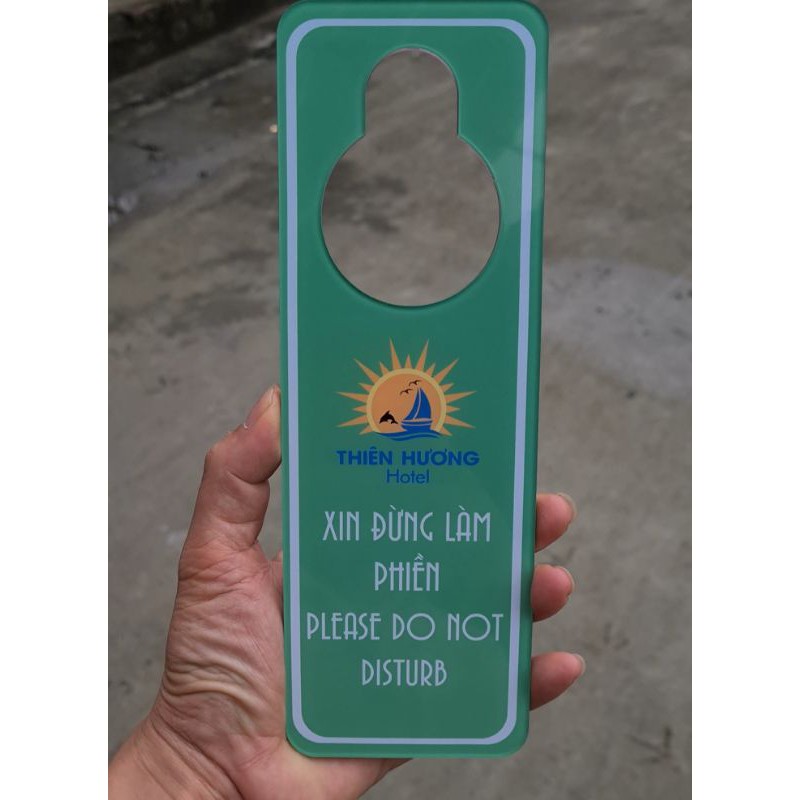 THIÊN HƯƠNG
Hotel
XIN ĐỪNG LÀM
PHIỀN
PLEASE DO NOT
DISTURB